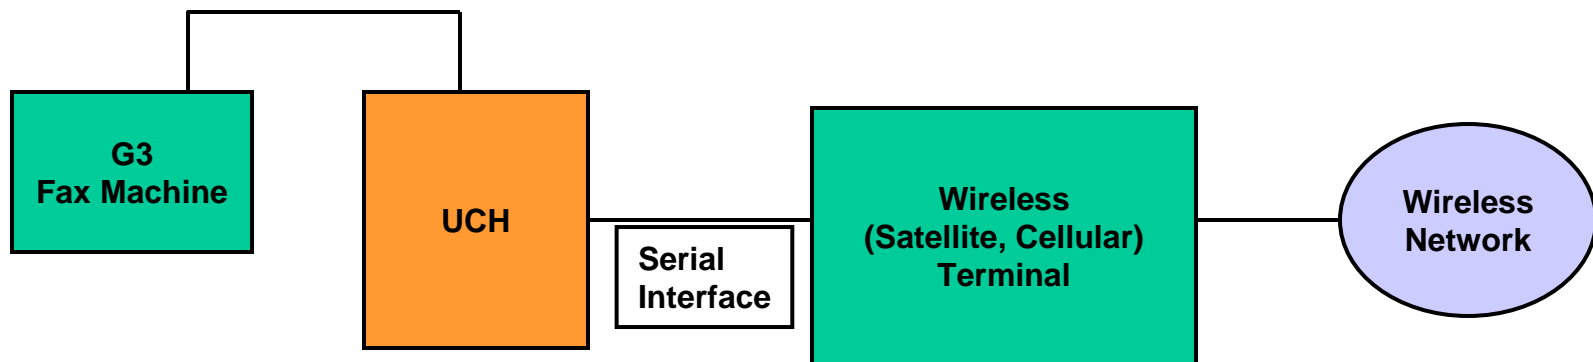 G3
Fax Machine
UCH
Serial
Interface
Wireless
(Satellite, Cellular)
Terminal
Wireless
Network